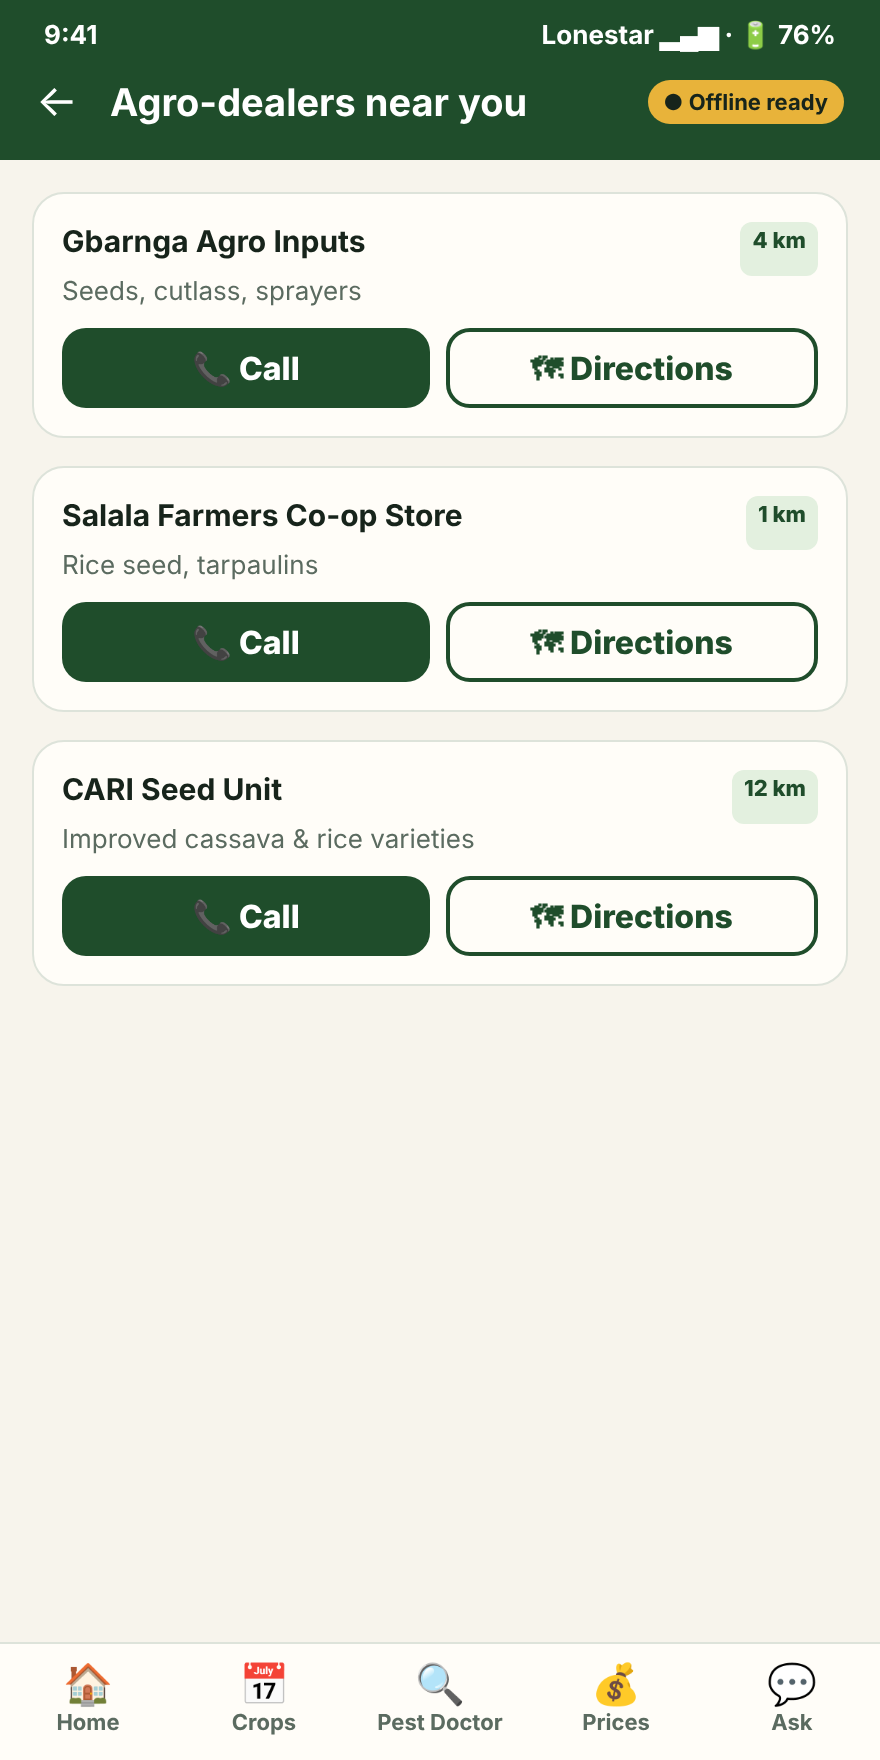 9:41
Lonestar ▂▄▆ · 🔋 76%
← Agro-dealers near you
● Offline ready
Gbarnga Agro Inputs
4 km
Seeds, cutlass, sprayers
📞 Call
🗺 Directions
Salala Farmers Co-op Store
1 km
Rice seed, tarpaulins
📞 Call
🗺 Directions
CARI Seed Unit
12 km
Improved cassava & rice varieties
📞 Call
🗺 Directions
July
17
Home
Crops
Pest Doctor
Prices
Ask